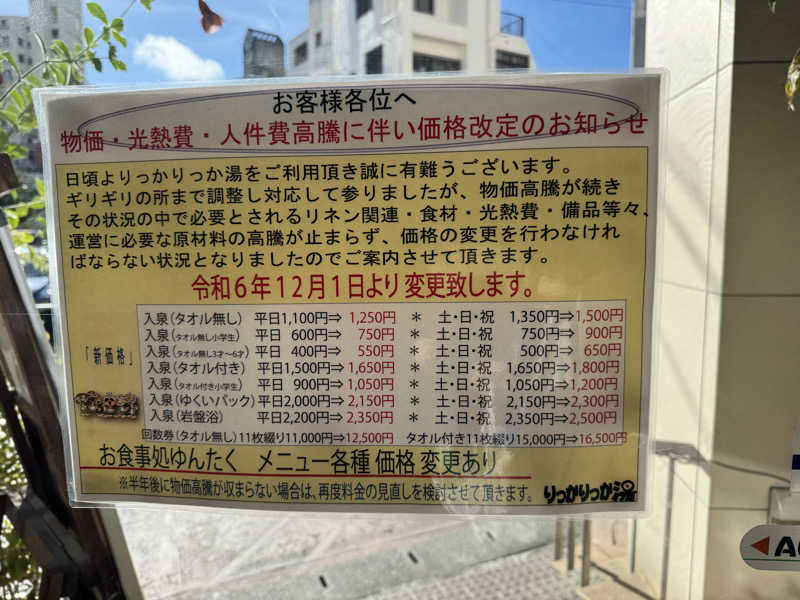 お客様各位へ
物価・光熱費・人件費高騰に伴い価格改定のお知らせ
日頃よりりっかりっか湯をご利用頂き誠に有難うございます。
ギリギリの所まで調整し対応して参りましたが、物価高騰が続き
その状況の中で必要とされるリネン関連・食材・光熱費・備品等々、
運営に必要な原材料の高騰が止まらず、価格の変更を行わなけれ
ばならない状況となりましたのでご案内させて頂きます。
令和6年12月1日より変更致します。
入泉(タオル無し) 平日1,100円⇒1,250円 * 土・日・祝 1,350円⇒1,500円
入泉(タオル無し小学生) 平日 600円⇒ 750円 * 土・日・祝 750円⇒ 900円
入泉(タオル無し3才~6才) 平日 400円⇒ 550円 * 土・日・祝 500円⇒ 650円
入泉(タオル付き) 平日1,500円⇒1,650円 * 土・日・祝 1,650円⇒1,800円
入泉(タオル付き小学生) 平日 900円⇒1,050円 * 土・日・祝 1,050円⇒1,200円
入泉(ゆくいパック) 平日2,000円⇒2,150円 * 土・日・祝 2,150円⇒2,300円
入泉(岩盤浴) 平日2,200円⇒2,350円 * 土・日・祝 2,350円⇒2,500円
回数券(タオル無し)11枚綴り11,000円⇒12,500円 タオル付き11枚綴り15,000円⇒16,500円
「新価格」
お食事処ゆんたく メニュー各種 価格 変更あり
※半年後に物価高騰が収まらない場合は、再度料金の見直しを検討させて頂きます。
りっかりっか湯